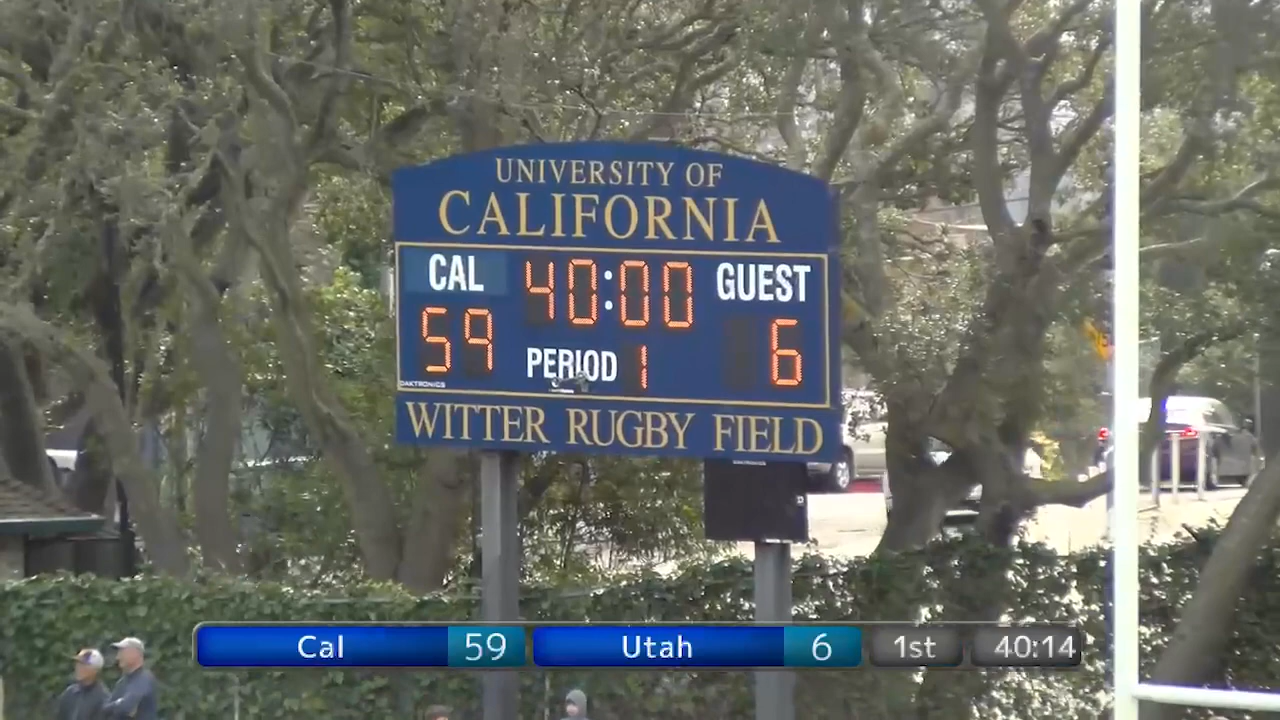 UNIVERSITY OF
CALIFORNIA
CAL 40:00 GUEST
59 PERIOD 1 6
DAKTRONICS
WITTER RUGBY FIELD
Cal 59 Utah 6 1st 40:14